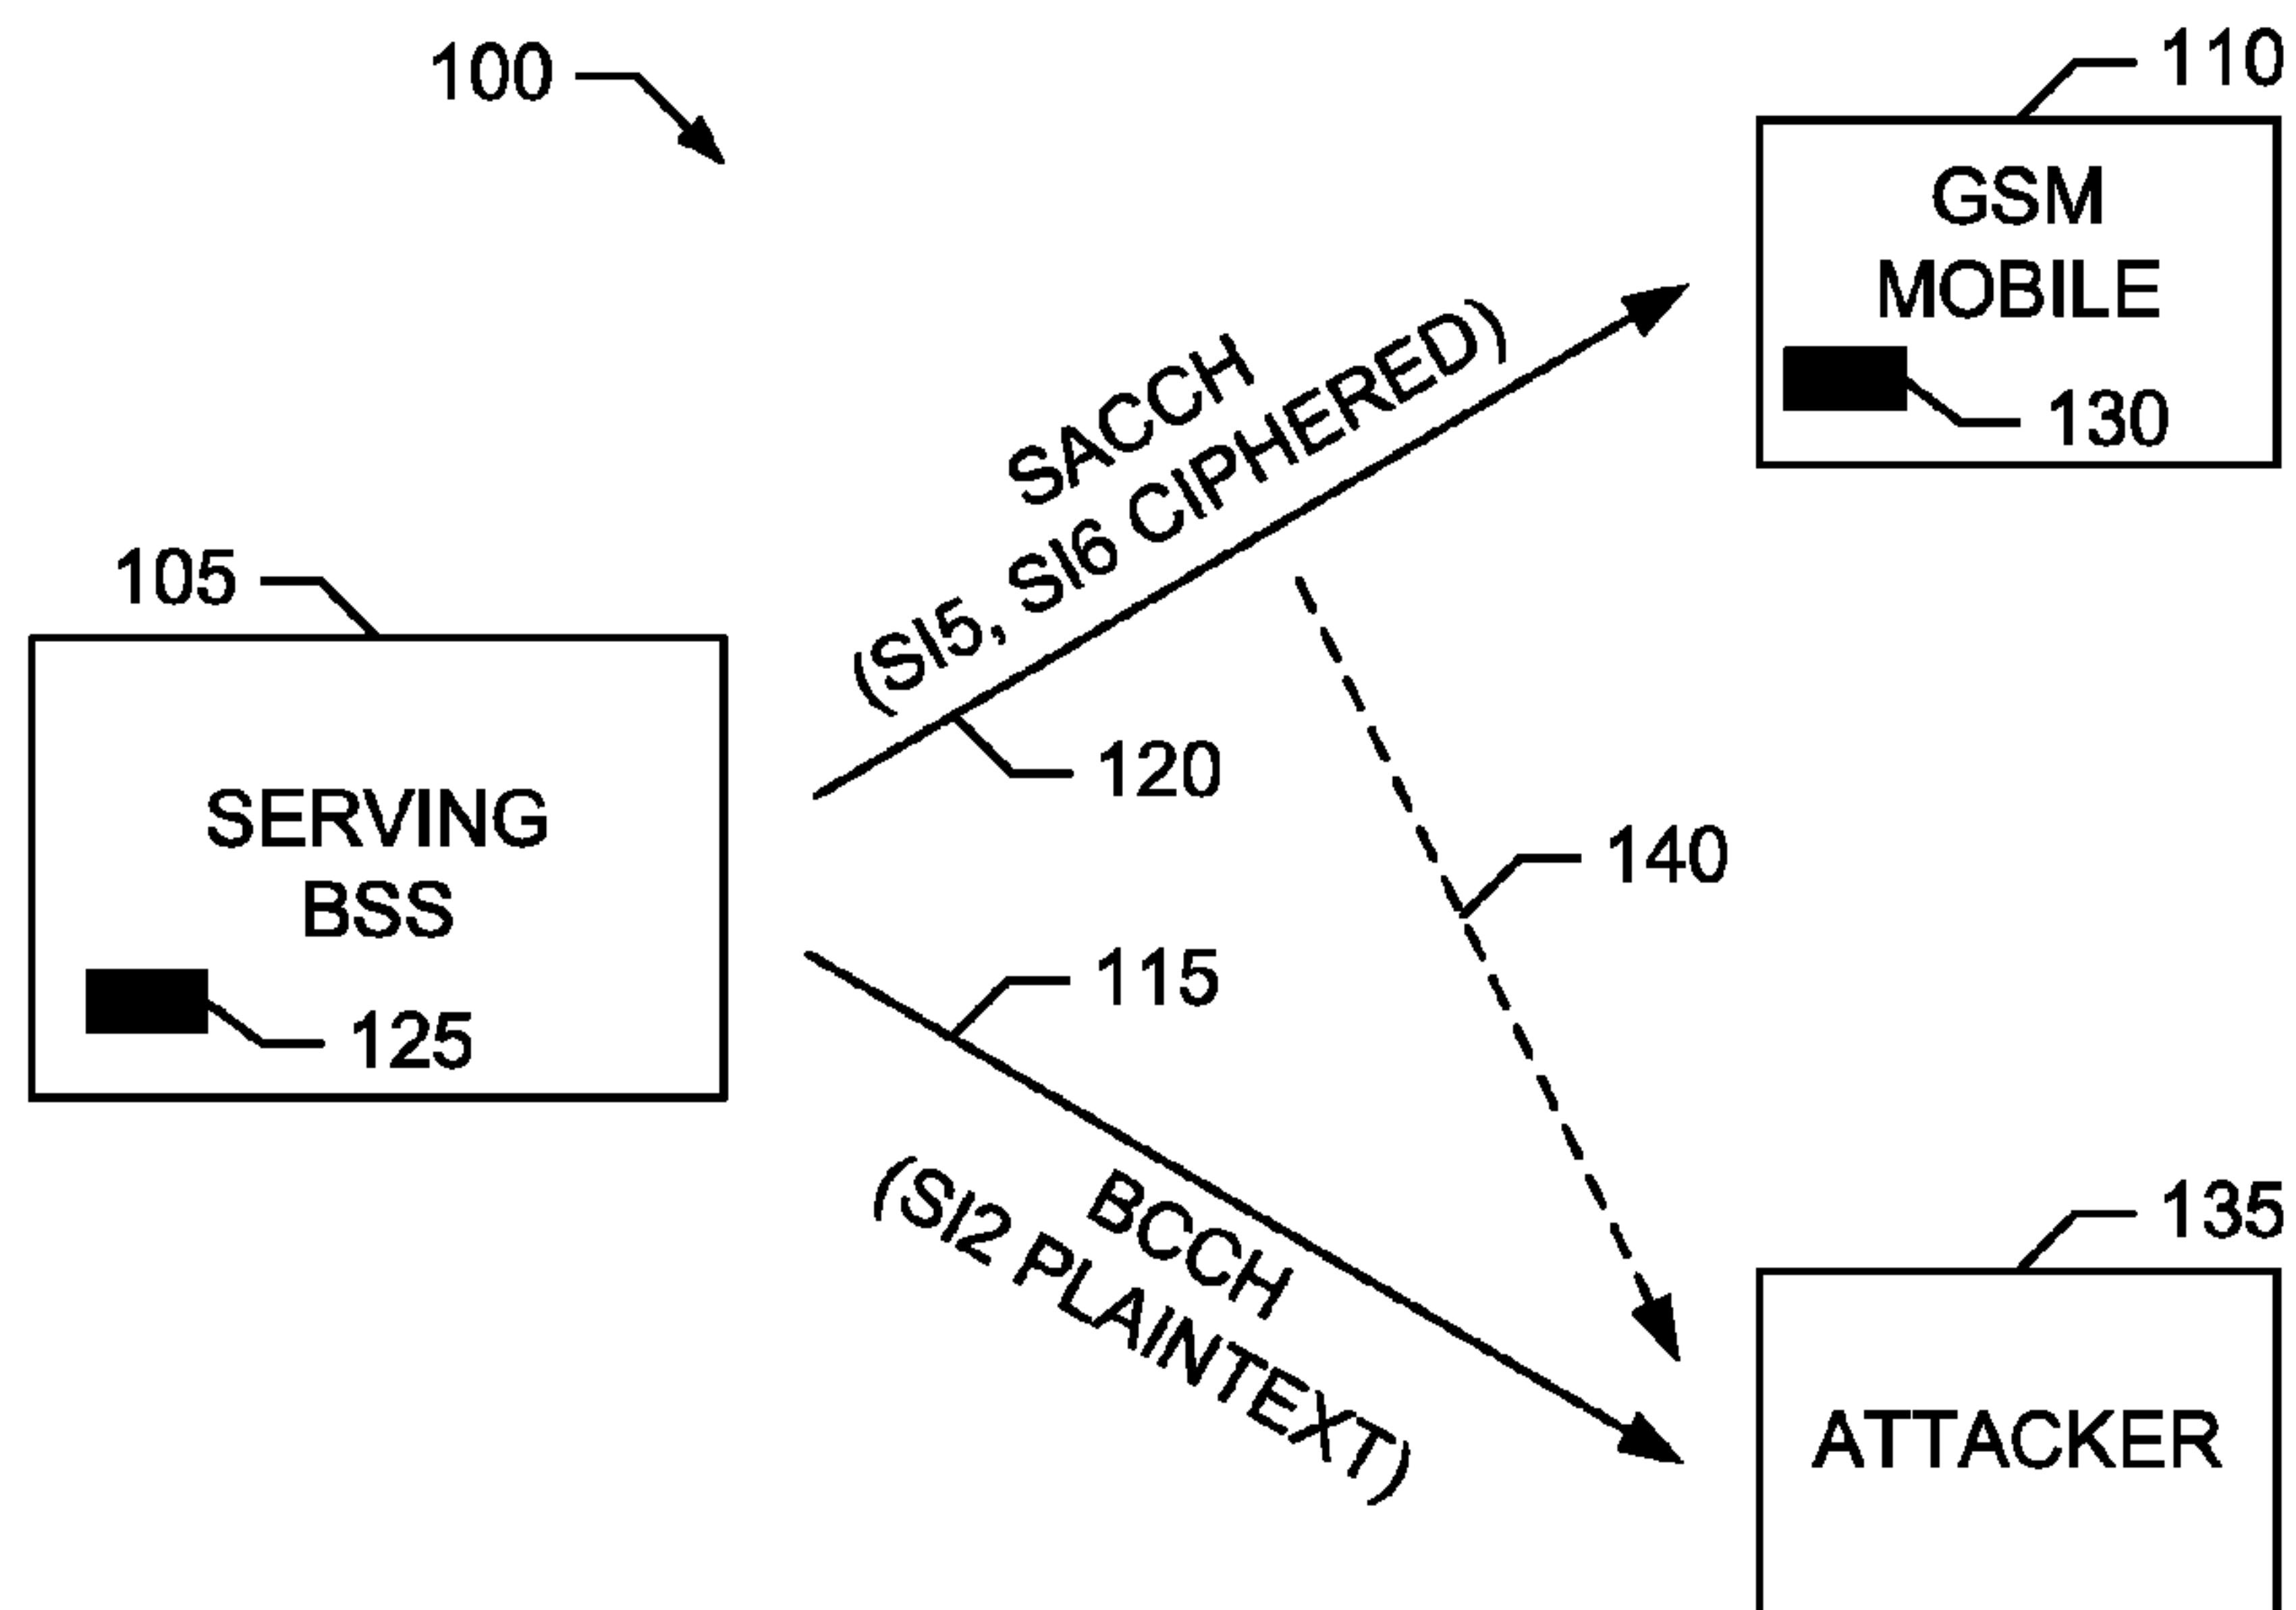 100
110
GSM
MOBILE
130
SACCH
(SI5, SI6 CIPHERED)
105
120
SERVING
BSS
125
140
115
BCCH
(SI2 PLAINTEXT)
135
ATTACKER